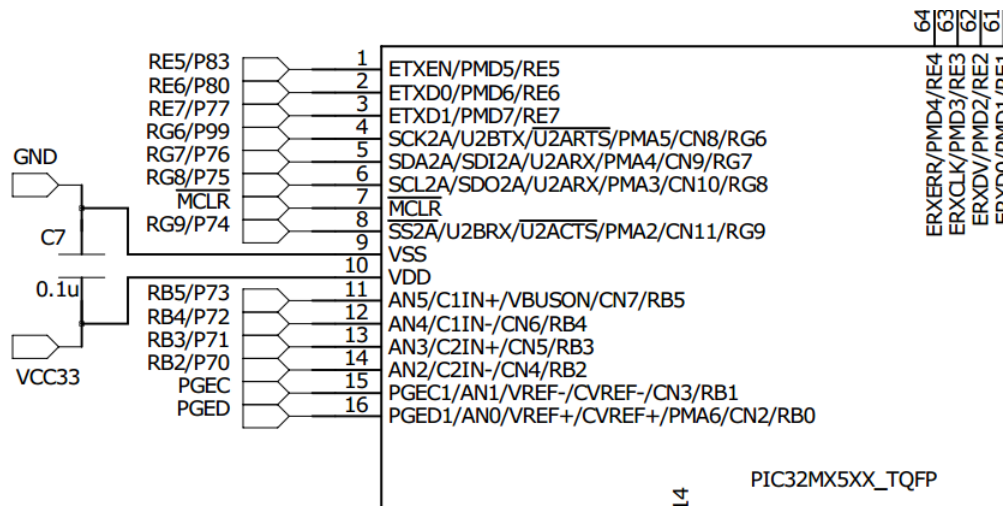 RE5/P83 1 ETXEN/PMD5/RE5
RE6/P80 2 ETXD0/PMD6/RE6
RE7/P77 3 ETXD1/PMD7/RE7
RG6/P99 4 SCK2A/U2BTX/U2ARTS/PMA5/CN8/RG6
RG7/P76 5 SDA2A/SDI2A/U2ARX/PMA4/CN9/RG7
RG8/P75 6 SCL2A/SDO2A/U2ARX/PMA3/CN10/RG8
MCLR 7 MCLR
RG9/P74 8 SS2A/U2BRX/U2ACTS/PMA2/CN11/RG9
9 VSS
10 VDD
RB5/P73 11 AN5/C1IN+/VBUSON/CN7/RB5
RB4/P72 12 AN4/C1IN-/CN6/RB4
RB3/P71 13 AN3/C2IN+/CN5/RB3
RB2/P70 14 AN2/C2IN-/CN4/RB2
PGEC 15 PGEC1/AN1/VREF-/CVREF-/CN3/RB1
PGED 16 PGED1/AN0/VREF+/CVREF+/PMA6/CN2/RB0
GND
C7
0.1u
VCC33
64 ERXERR/PMD4/RE4
63 ERXCLK/PMD3/RE3
62 ERXDV/PMD2/RE2
61 ERXD0/PMD1/RE1
PIC32MX5XX_TQFP
14